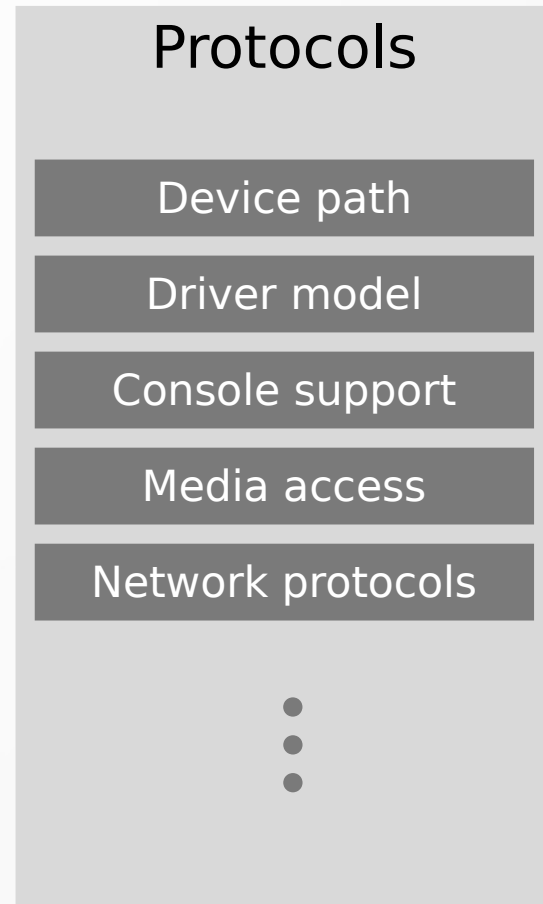 Protocols
Device path
Driver model
Console support
Media access
Network protocols